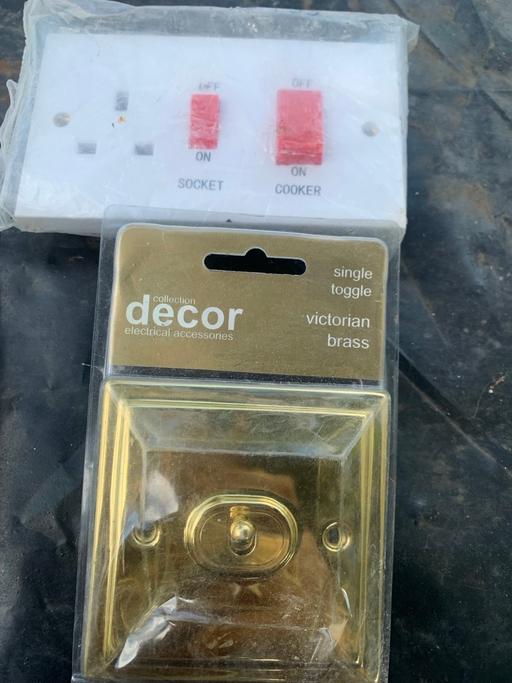 OFF
OFF
ON
ON
SOCKET
COOKER
single
toggle
collection
decor
electrical accessories
victorian
brass